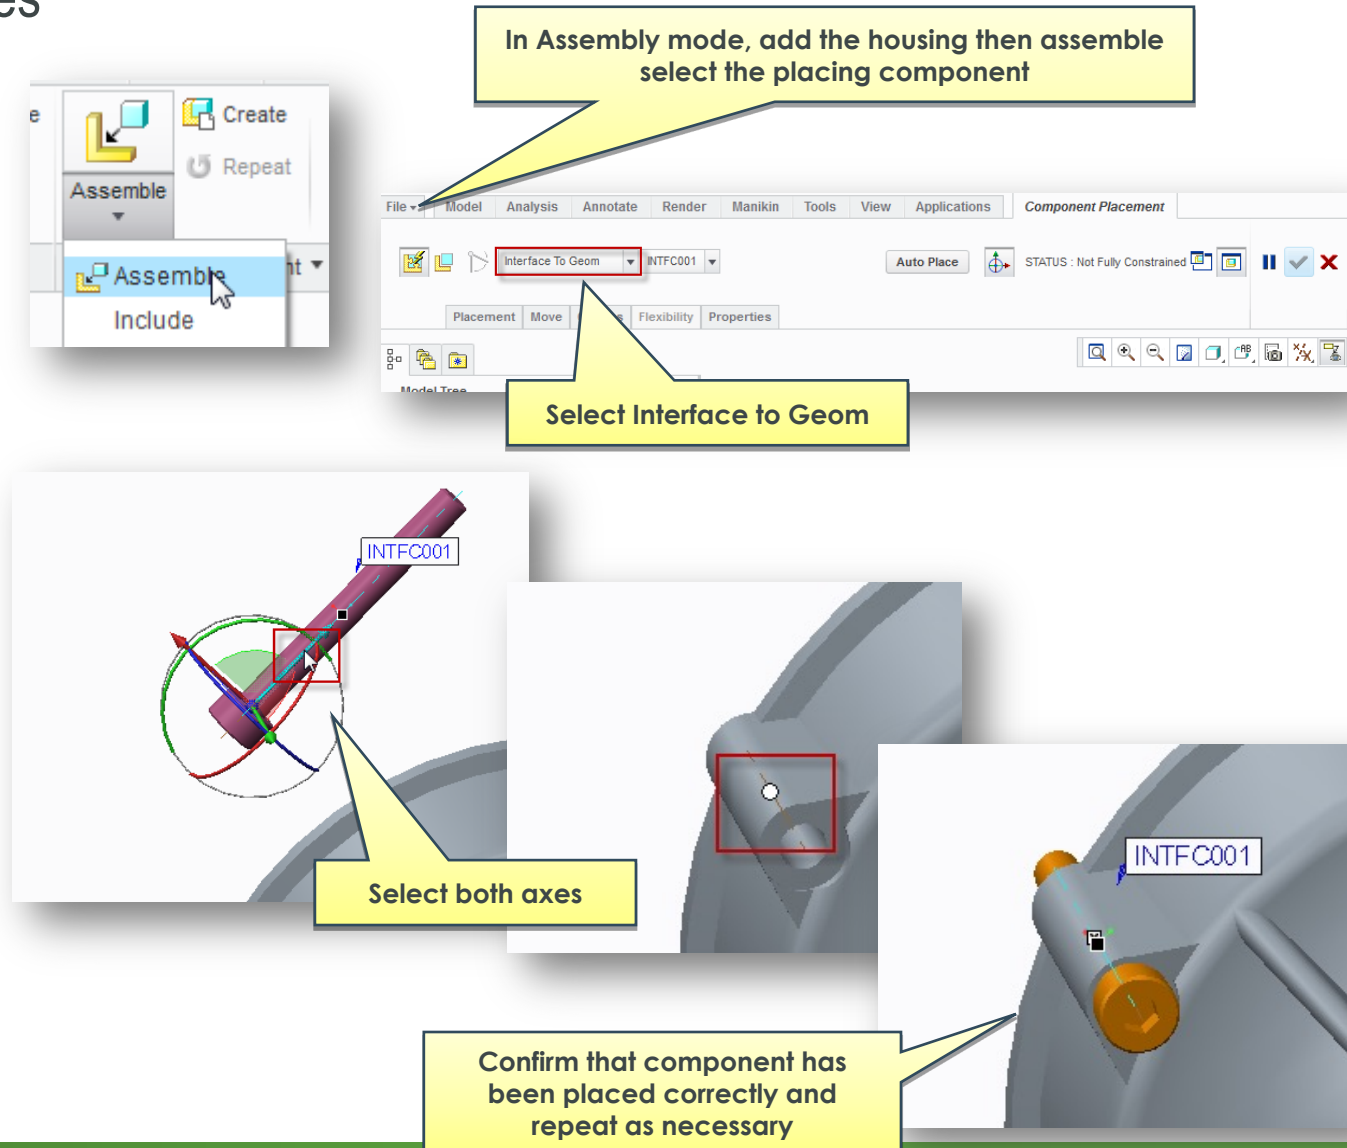 es
In Assembly mode, add the housing then assemble
select the placing component
e
Create
Repeat
Assemble
nt
Assemble
Include
File Model Analysis Annotate Render Manikin Tools View Applications Component Placement
Interface To Geom INTFC001 Auto Place STATUS : Not Fully Constrained
Placement Move Flexibility Properties
Model Tree
Select Interface to Geom
INTFC001
Select both axes
INTFC001
Confirm that component has
been placed correctly and
repeat as necessary